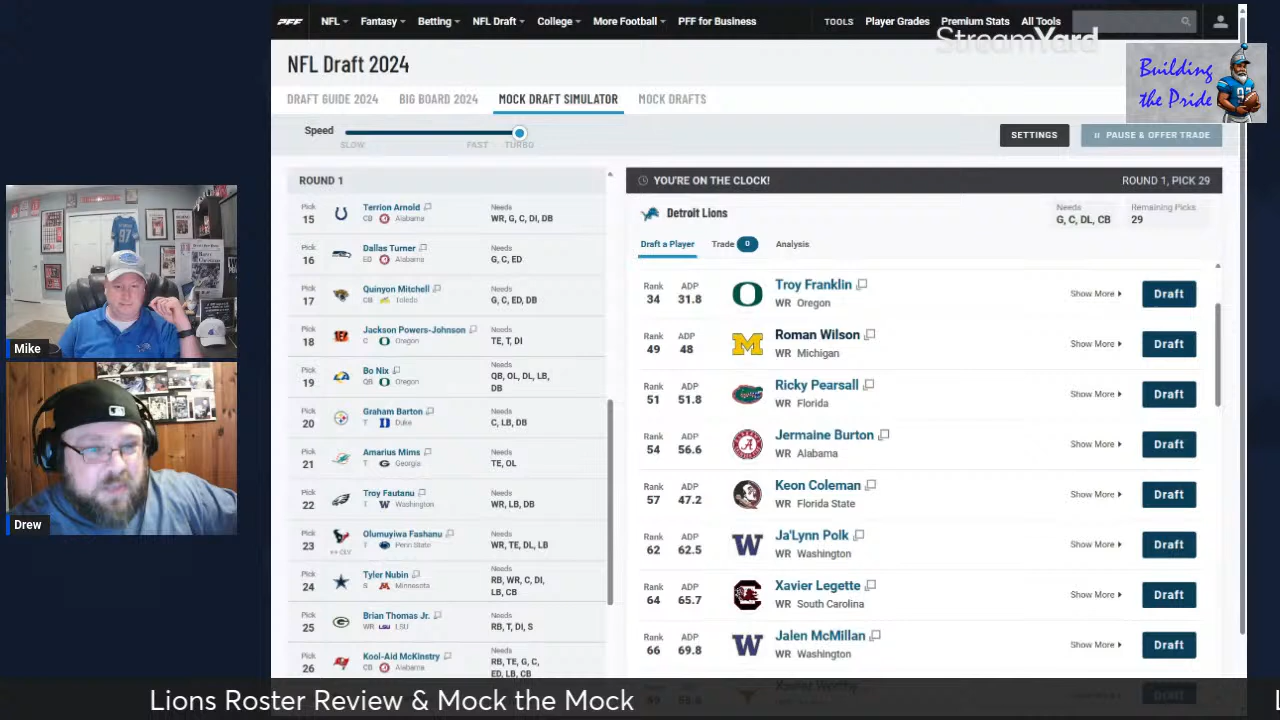 PFF NFL Fantasy Betting NFL Draft College More Football PFF for Business TOOLS Player Grades Premium Stats All Tools
StreamYard
NFL Draft 2024
Building
the Pride
DRAFT GUIDE 2024 BIG BOARD 2024 MOCK DRAFT SIMULATOR MOCK DRAFTS
Speed
SLOW FAST TURBO
SETTINGS PAUSE & OFFER TRADE
ROUND 1
Pick 15 Terrion Arnold CB Alabama Needs WR, G, C, DI, DB
Pick 16 Dallas Turner ED Alabama Needs G, C, ED
Pick 17 Quinyon Mitchell CB Toledo Needs G, C, ED, DB
Pick 18 Jackson Powers-Johnson C Oregon Needs TE, T, DI
Pick 19 Bo Nix QB Oregon Needs QB, OL, DL, LB, DB
Pick 20 Graham Barton T Duke Needs C, LB, DB
Pick 21 Amarius Mims T Georgia Needs TE, OL
Pick 22 Troy Fautanu T Washington Needs WR, LB, DB
Pick 23 CLV Olumuyiwa Fashanu T Penn State Needs WR, TE, DL, LB
Pick 24 Tyler Nubin S Minnesota Needs RB, WR, C, DI, LB, CB
Pick 25 Brian Thomas Jr. WR LSU Needs RB, T, DI, S
Pick 26 Kool-Aid McKinstry CB Alabama Needs RB, TE, G, C, ED, LB, CB
YOU'RE ON THE CLOCK! ROUND 1, PICK 29
Detroit Lions Needs G, C, DL, CB Remaining Picks 29
Draft a Player Trade 0 Analysis
Rank 34 ADP 31.8 Troy Franklin WR Oregon Show More Draft
Rank 49 ADP 48 Roman Wilson WR Michigan Show More Draft
Rank 51 ADP 51.8 Ricky Pearsall WR Florida Show More Draft
Rank 54 ADP 56.6 Jermaine Burton WR Alabama Show More Draft
Rank 57 ADP 47.2 Keon Coleman WR Florida State Show More Draft
Rank 62 ADP 62.5 Ja'Lynn Polk WR Washington Show More Draft
Rank 64 ADP 65.7 Xavier Legette WR South Carolina Show More Draft
Rank 66 ADP 69.8 Jalen McMillan WR Washington Show More Draft
Mike
97
Drew
Lions Roster Review & Mock the Mock